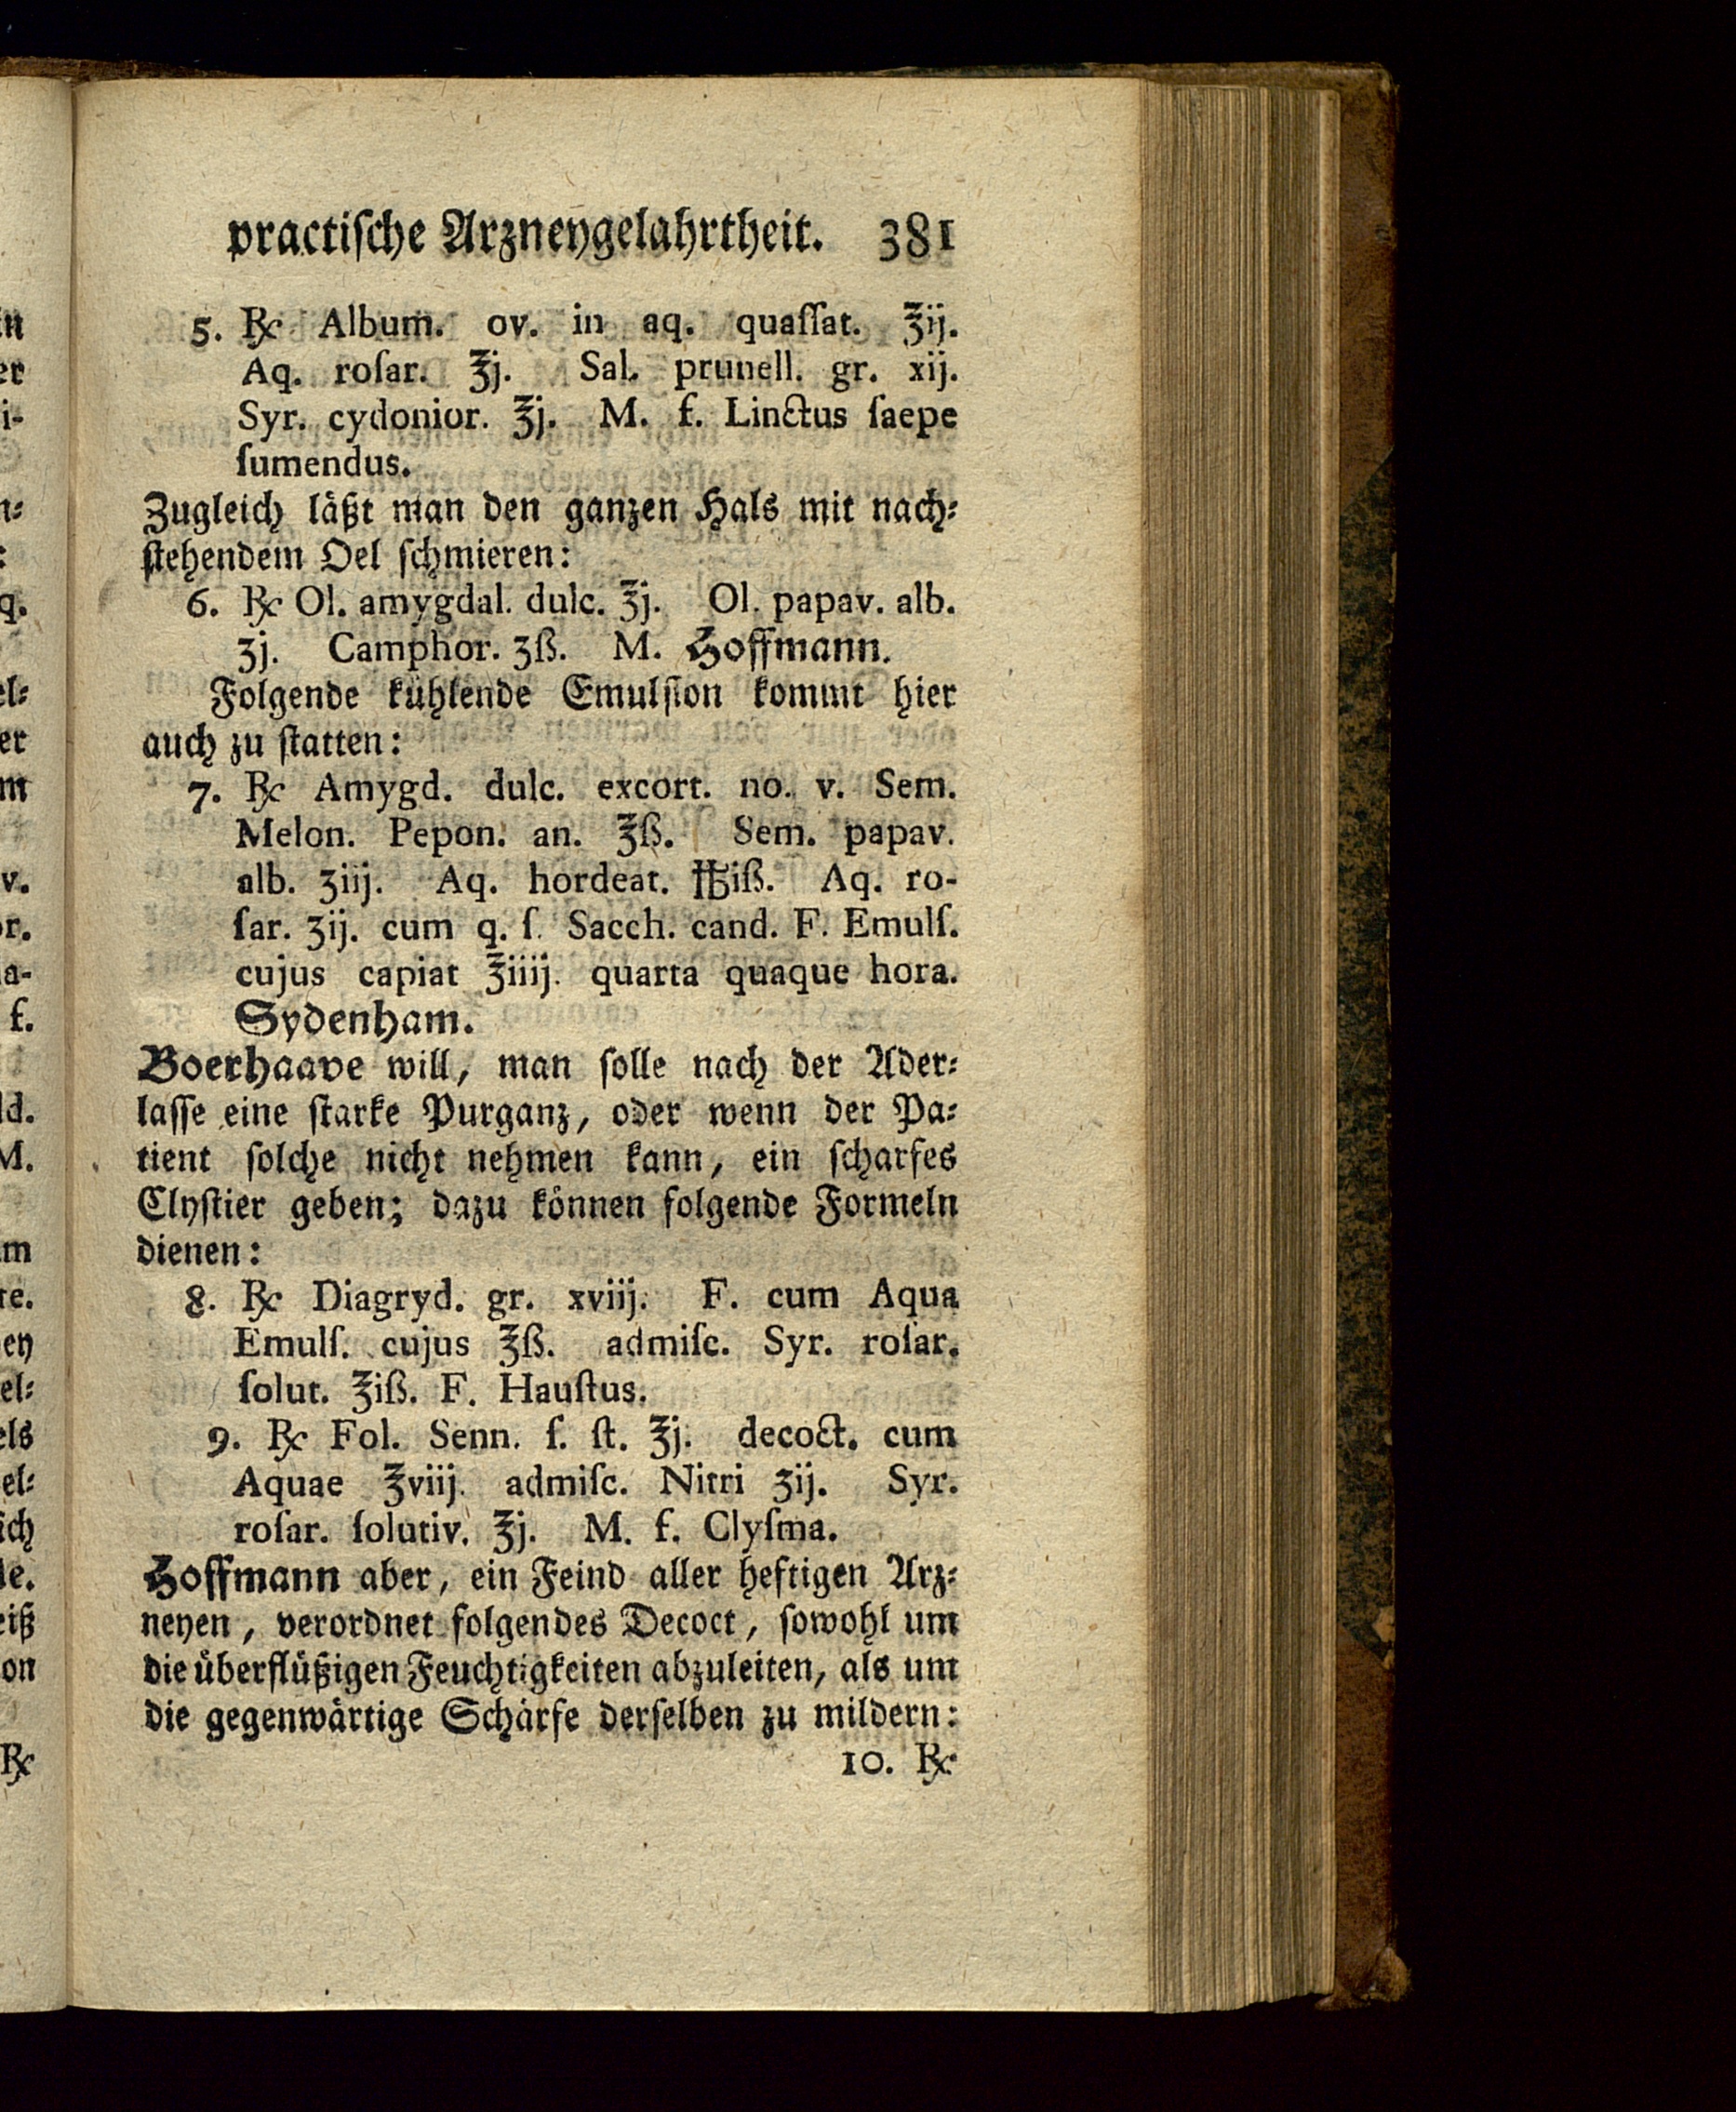 practiſche Arzneygelahrtheit. 381
5. ℞ Album. ov. in aq. quaſſat. ℥ij.
Aq. roſar. ℥j. Sal. prunell. gr. xij.
Syr. cydonior. ℥j. M. f. Linctus ſaepe
ſumendus.
Zugleich läßt man den ganzen Hals mit nach⸗
ſtehendem Oel ſchmieren:
6. ℞ Ol. amygdal. dulc. ℥j. Ol. papav. alb.
ʒj. Camphor. ʒß. M. Hoffmann.
Folgende kühlende Emulſion kommt hier
auch zu ſtatten:
7. ℞ Amygd. dulc. excort. no. v. Sem.
Melon. Pepon. an. ℥ß. Sem. papav.
alb. ʒiij. Aq. hordeat. ℔iß. Aq. ro-
ſar. ʒij. cum q. ſ. Sacch. cand. F. Emulſ.
cujus capiat ℥iiij. quarta quaque hora.
Sydenham.
Boerhaave will, man ſolle nach der Ader⸗
laſſe eine ſtarke Purganz, oder wenn der Pa⸗
tient ſolche nicht nehmen kann, ein ſcharfes
Clyſtier geben; dazu können folgende Formeln
dienen:
8. ℞ Diagryd. gr. xviij. F. cum Aqua
Emulſ. cujus ℥ß. admiſc. Syr. roſar.
ſolut. ℥iß. F. Hauſtus.
9. ℞ Fol. Senn. ſ. ſt. ℥j. decoct. cum
Aquae ℥viij. admiſc. Nitri ʒij. Syr.
roſar. ſolutiv. ℥j. M. f. Clyſma.
Hoffmann aber, ein Feind aller heftigen Arz⸗
neyen, verordnet folgendes Decoct, ſowohl um
die überflüßigen Feuchtigkeiten abzuleiten, als um
die gegenwärtige Schärfe derſelben zu mildern:
10. ℞